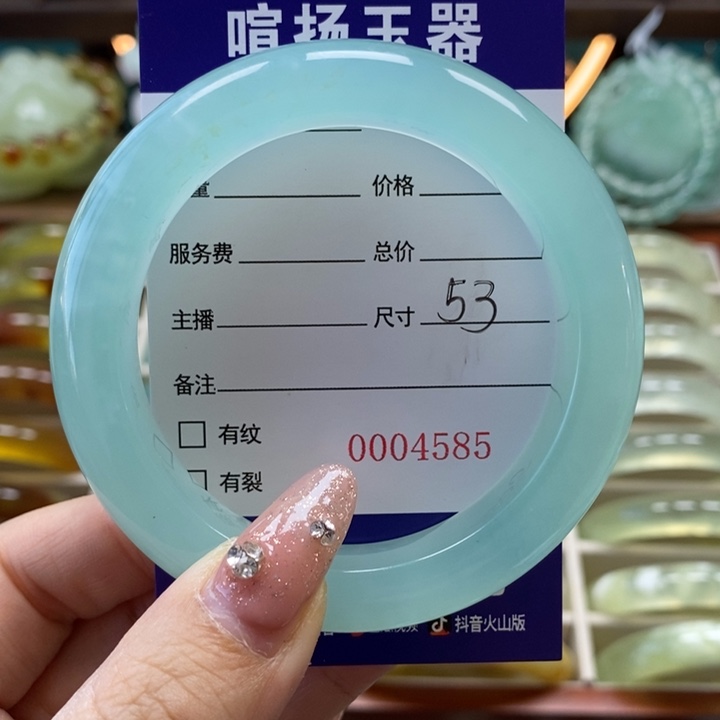 喧扬玉器
量 价格
服务费 总价
主播 尺寸 53
备注
有纹
0004585
有裂
抖音火山版